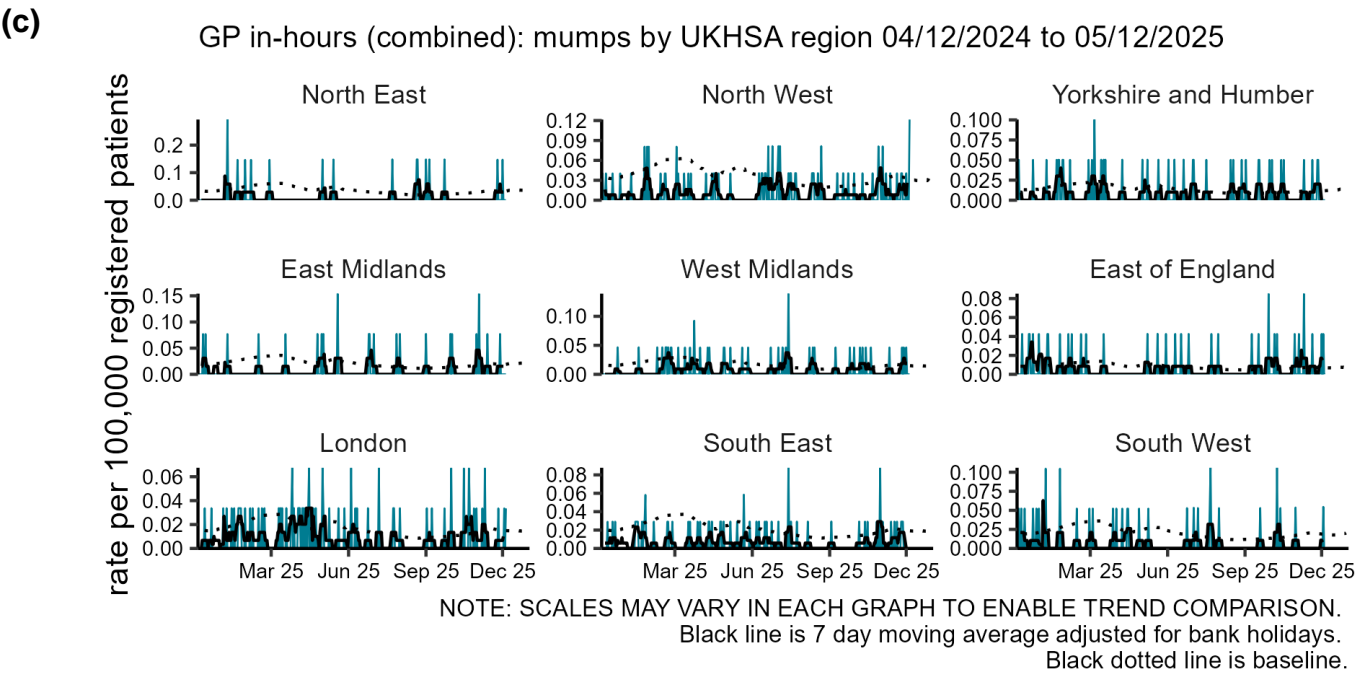 (c)
GP in-hours (combined): mumps by UKHSA region 04/12/2024 to 05/12/2025
rate per 100,000 registered patients
North East
0.2
0.1
0.0
North West
0.12
0.09
0.06
0.03
0.00
Yorkshire and Humber
0.100
0.075
0.050
0.025
0.000
East Midlands
0.15
0.10
0.05
0.00
West Midlands
0.10
0.05
0.00
East of England
0.08
0.06
0.04
0.02
0.00
London
0.06
0.04
0.02
0.00
Mar 25 Jun 25 Sep 25 Dec 25
South East
0.08
0.06
0.04
0.02
0.00
Mar 25 Jun 25 Sep 25 Dec 25
South West
0.100
0.075
0.050
0.025
0.000
Mar 25 Jun 25 Sep 25 Dec 25
NOTE: SCALES MAY VARY IN EACH GRAPH TO ENABLE TREND COMPARISON.
Black line is 7 day moving average adjusted for bank holidays.
Black dotted line is baseline.